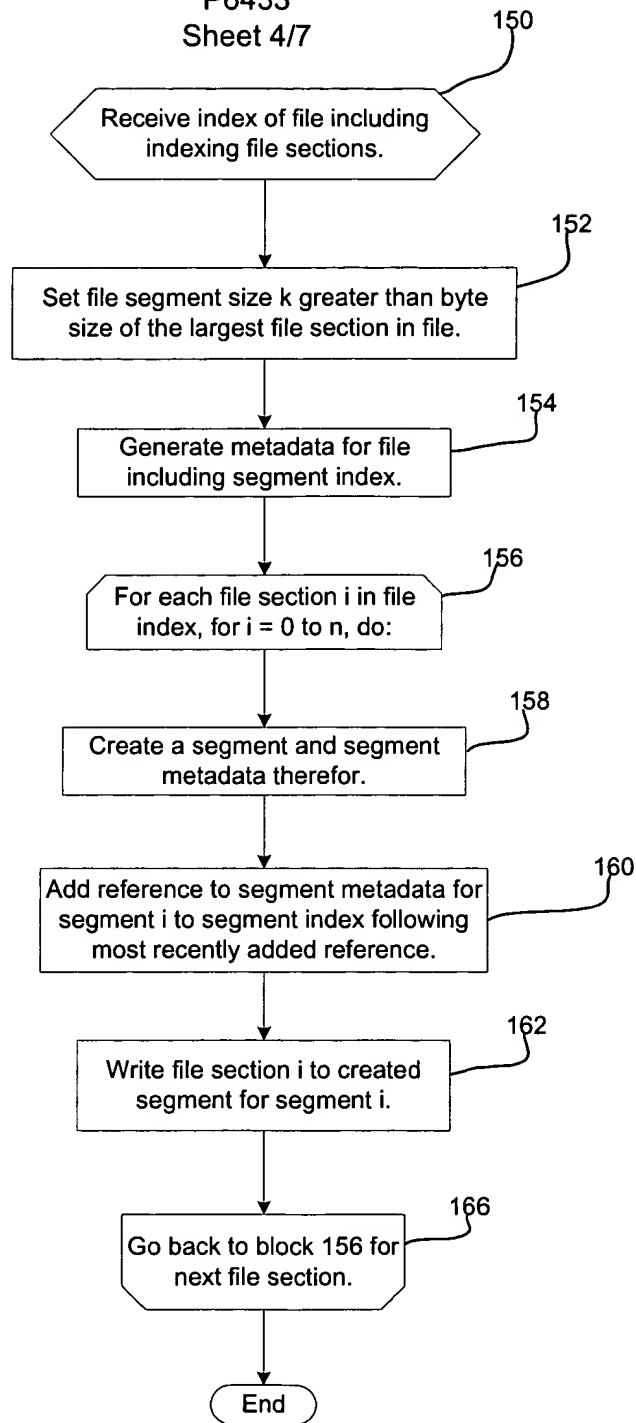 P6453
Sheet 4/7
150
Receive index of file including
indexing file sections.
152
Set file segment size k greater than byte
size of the largest file section in file.
154
Generate metadata for file
including segment index.
156
For each file section i in file
index, for i = 0 to n, do:
158
Create a segment and segment
metadata therefor.
160
Add reference to segment metadata for
segment i to segment index following
most recently added reference.
162
Write file section i to created
segment for segment i.
166
Go back to block 156 for
next file section.
End